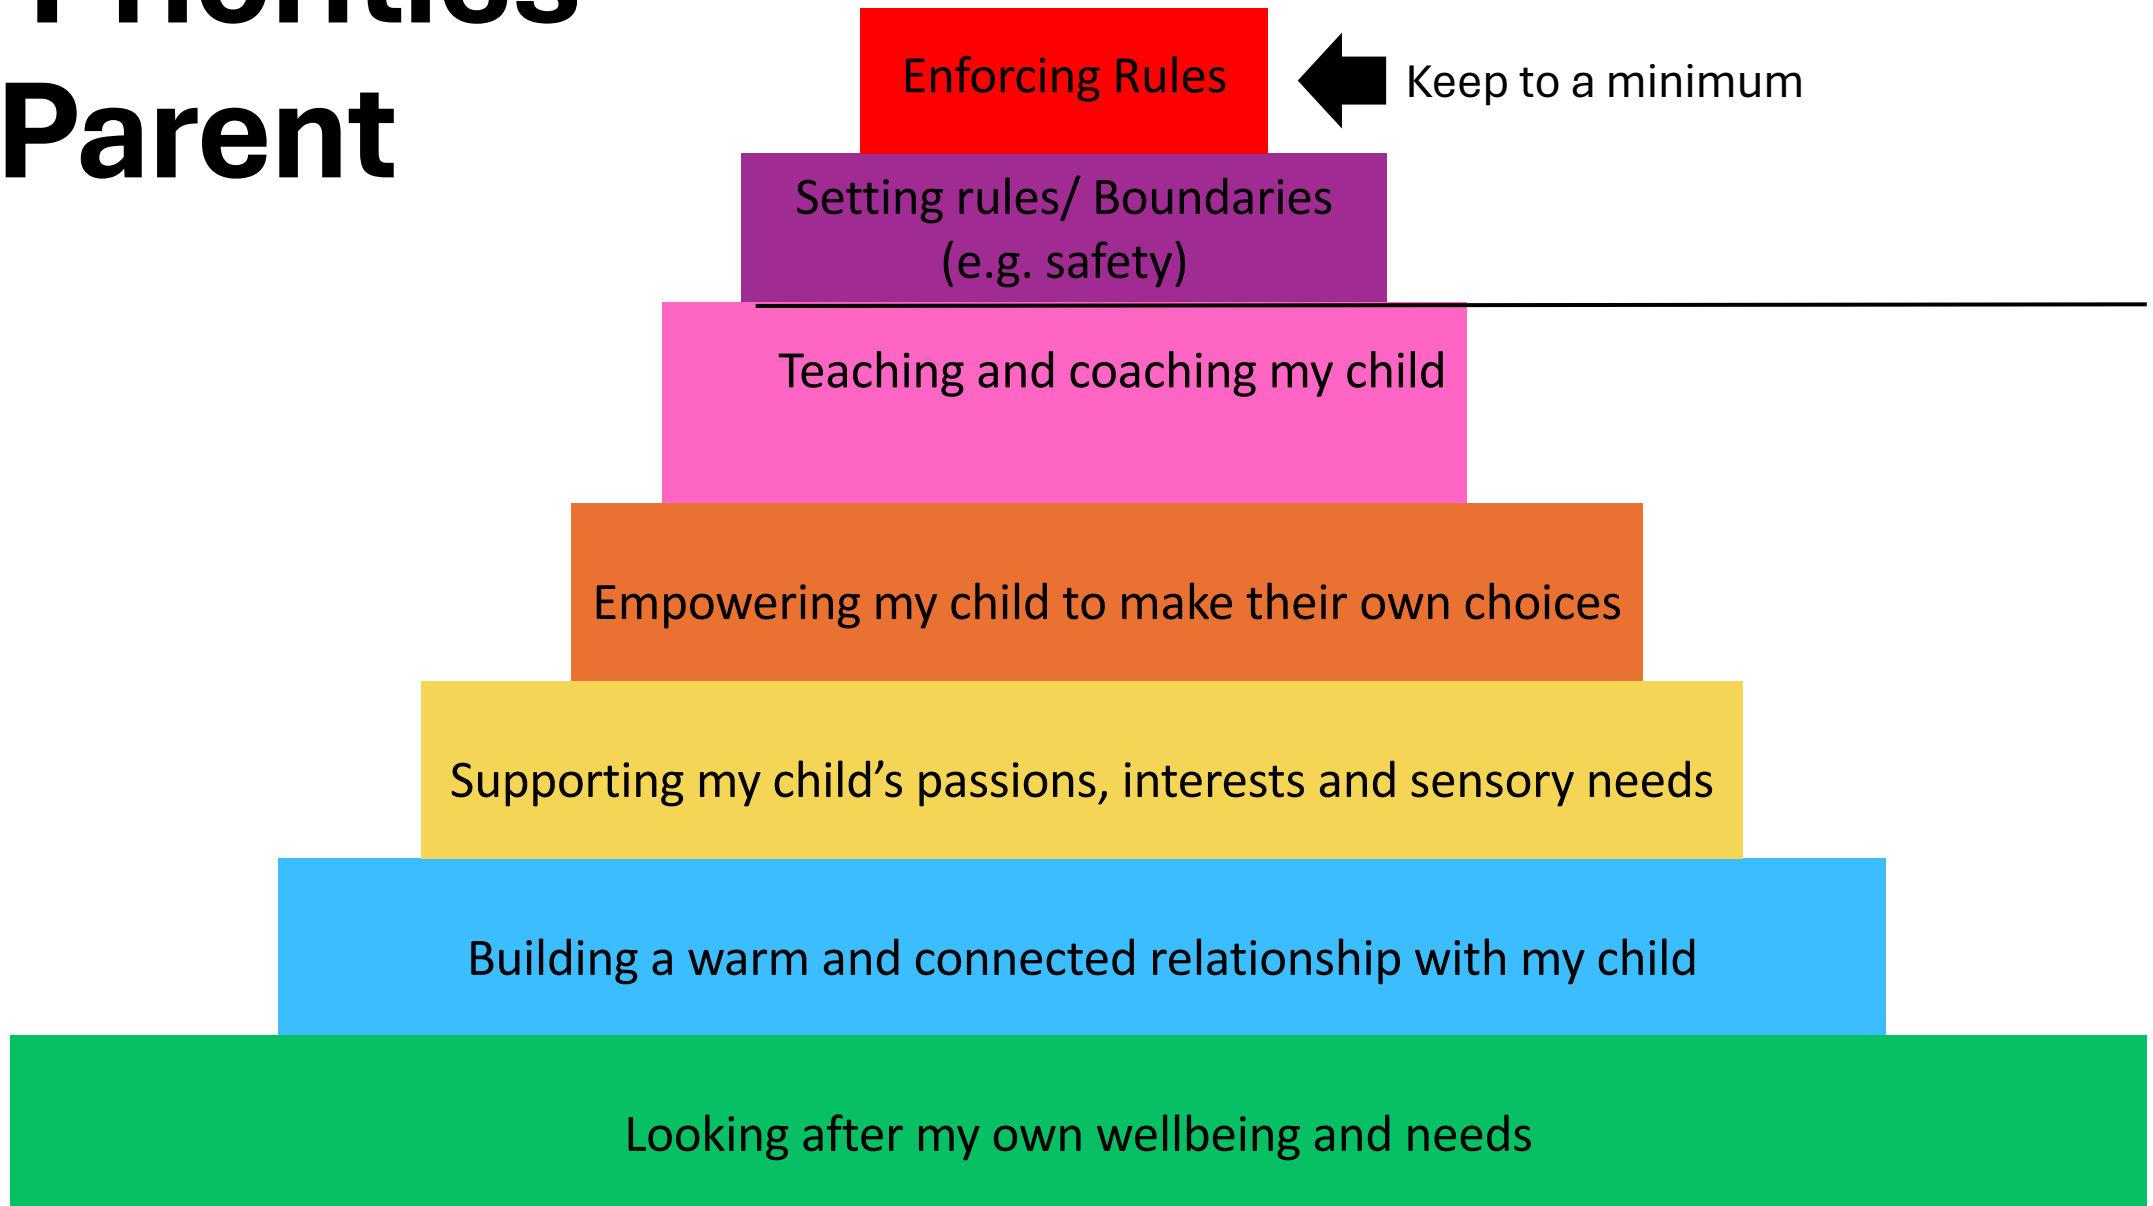 Priorities
Parent
Enforcing Rules
Keep to a minimum
Setting rules/ Boundaries
(e.g. safety)
Teaching and coaching my child
Empowering my child to make their own choices
Supporting my child’s passions, interests and sensory needs
Building a warm and connected relationship with my child
Looking after my own wellbeing and needs